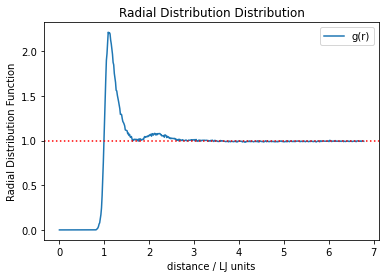 Radial Distribution Distribution
g(r)
Radial Distribution Function
2.0
1.5
1.0
0.5
0.0
0 1 2 3 4 5 6 7
distance / LJ units